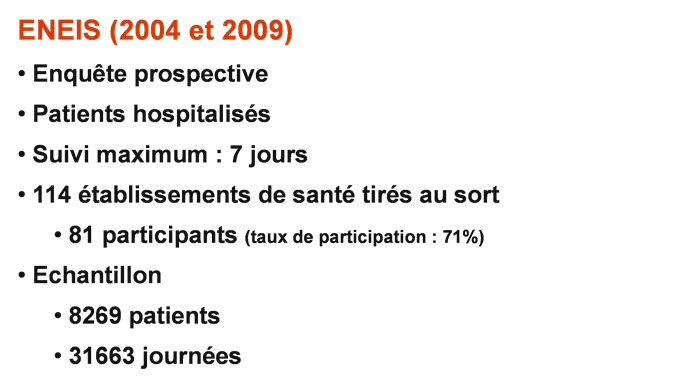 ENEIS (2004 et 2009)
• Enquête prospective
• Patients hospitalisés
• Suivi maximum : 7 jours
• 114 établissements de santé tirés au sort
• 81 participants (taux de participation : 71%)
• Echantillon
• 8269 patients
• 31663 journées